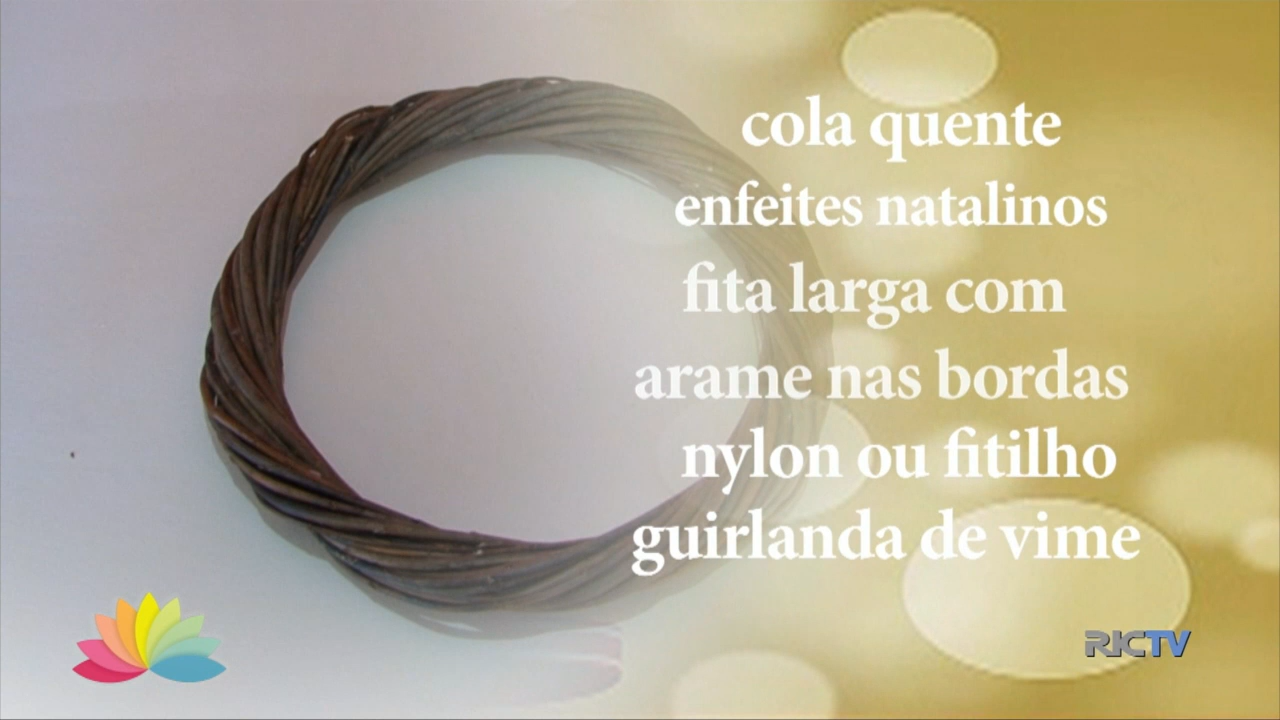 cola quente
enfeites natalinos
fita larga com
arame nas bordas
nylon ou fitilho
guirlanda de vime
RICTV